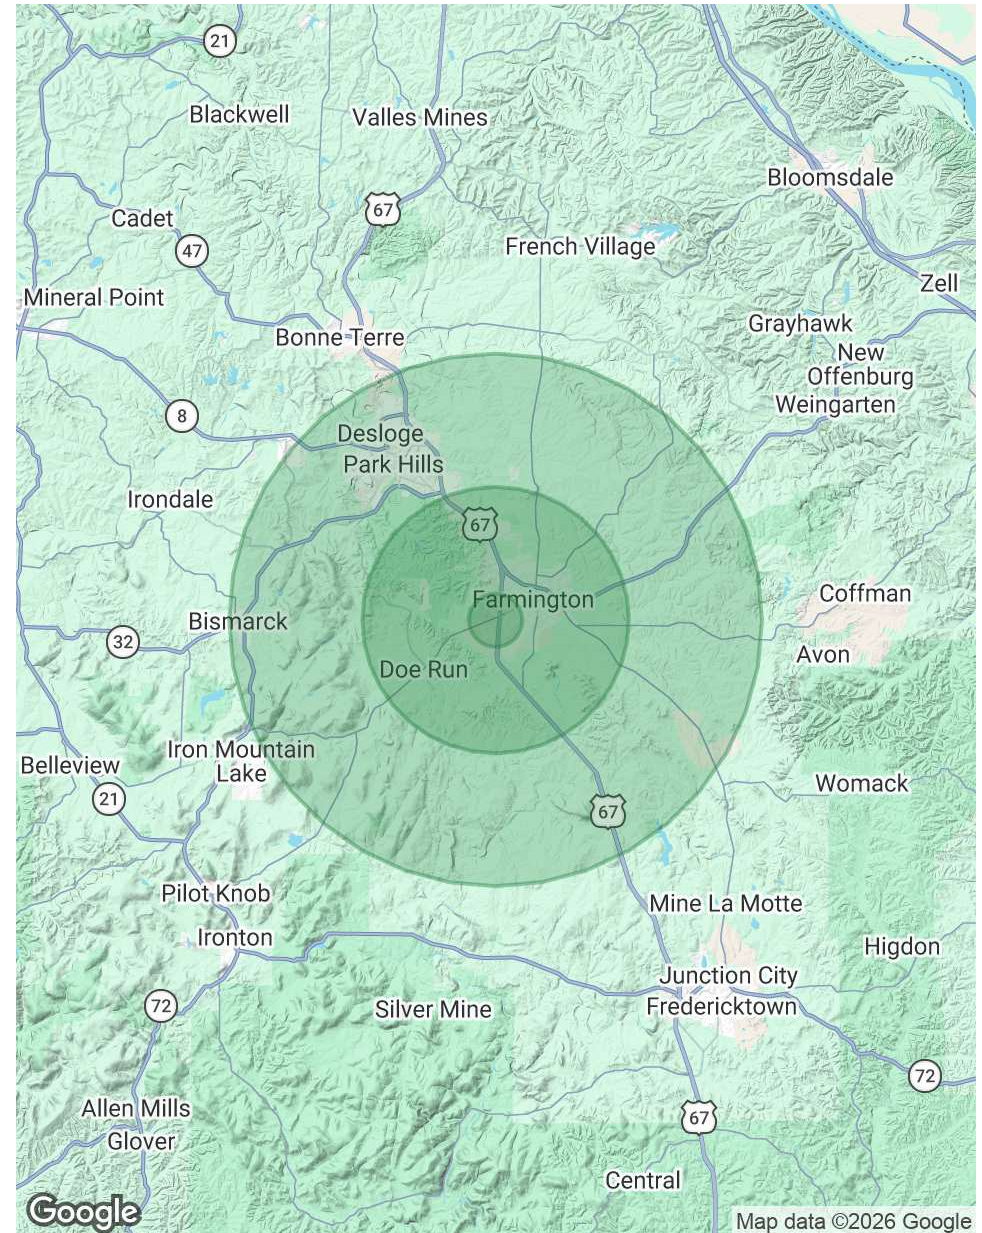 21
Blackwell
Valles Mines
Bloomsdale
67
Cadet
47
French Village
Zell
Mineral Point
Grayhawk
Bonne Terre
New
Offenburg
Weingarten
8
Desloge
Park Hills
Irondale
67
Coffman
Farmington
Bismarck
32
Avon
Doe Run
Iron Mountain
Lake
Belleview
Womack
21
67
Pilot Knob
Mine La Motte
Ironton
Higdon
Junction City
Fredericktown
72
Silver Mine
72
Allen Mills
67
Glover
Central
Google
Map data ©2026 Google